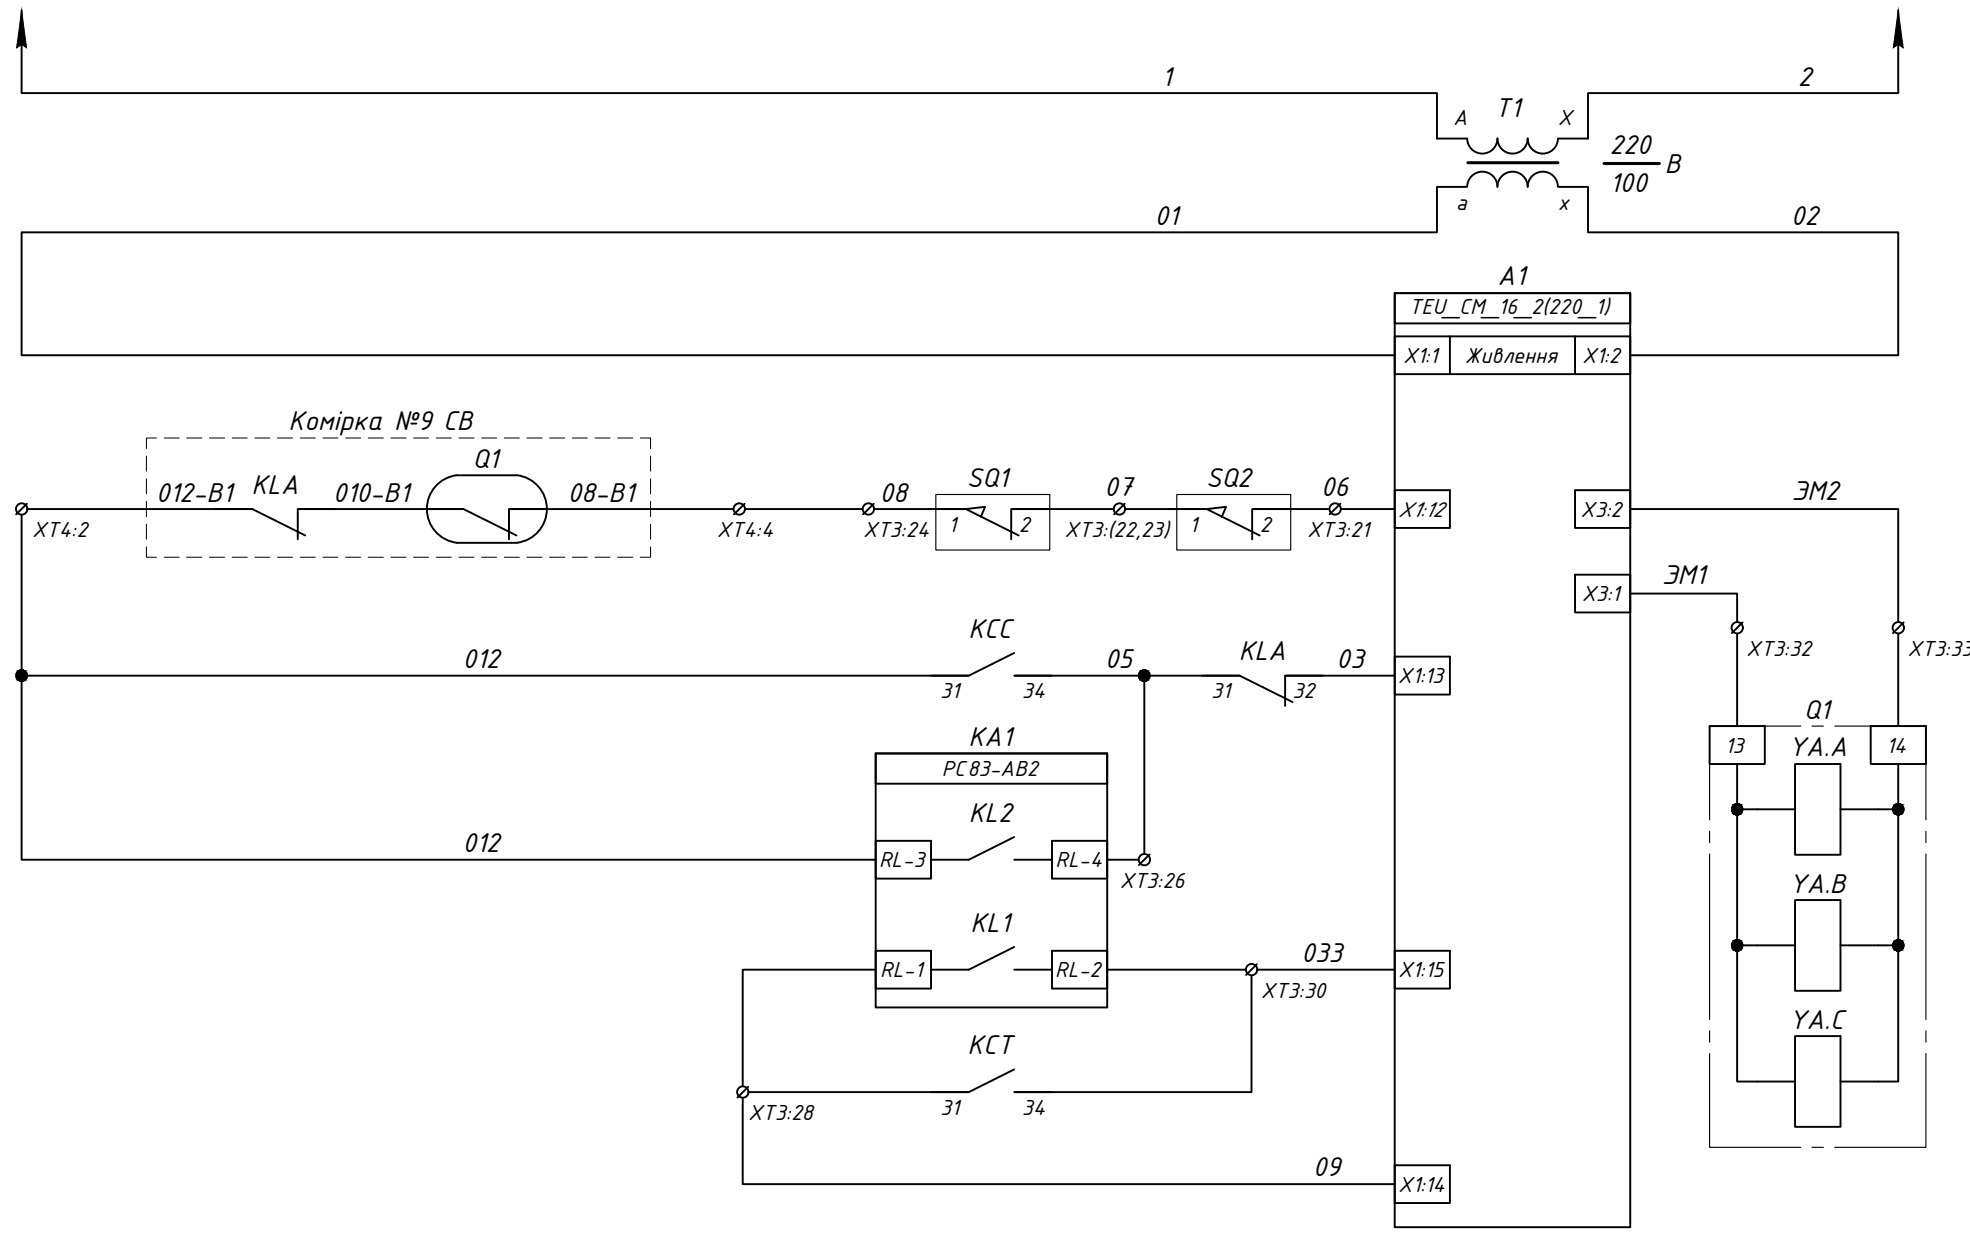 1
2
A
T1
X
220
100
В
a
x
01
02
A1
TEU_CM_16_2(220_1)
X1:1
Живлення
X1:2
Комірка №9 СВ
012-B1
KLA
010-B1
Q1
08-B1
XT4:2
XT4:4
08
XT3:24
SQ1
1
2
07
XT3:(22,23)
SQ2
1
2
06
XT3:21
X1:12
X3:2
ЭМ2
X3:1
ЭМ1
XT3:32
XT3:33
012
KCC
31
34
05
KLA
31
32
03
X1:13
KA1
РС83-АВ2
012
RL-3
KL2
RL-4
XT3:26
RL-1
KL1
RL-2
033
XT3:30
X1:15
KCT
31
34
XT3:28
09
X1:14
Q1
13
YA.A
14
YA.B
YA.C